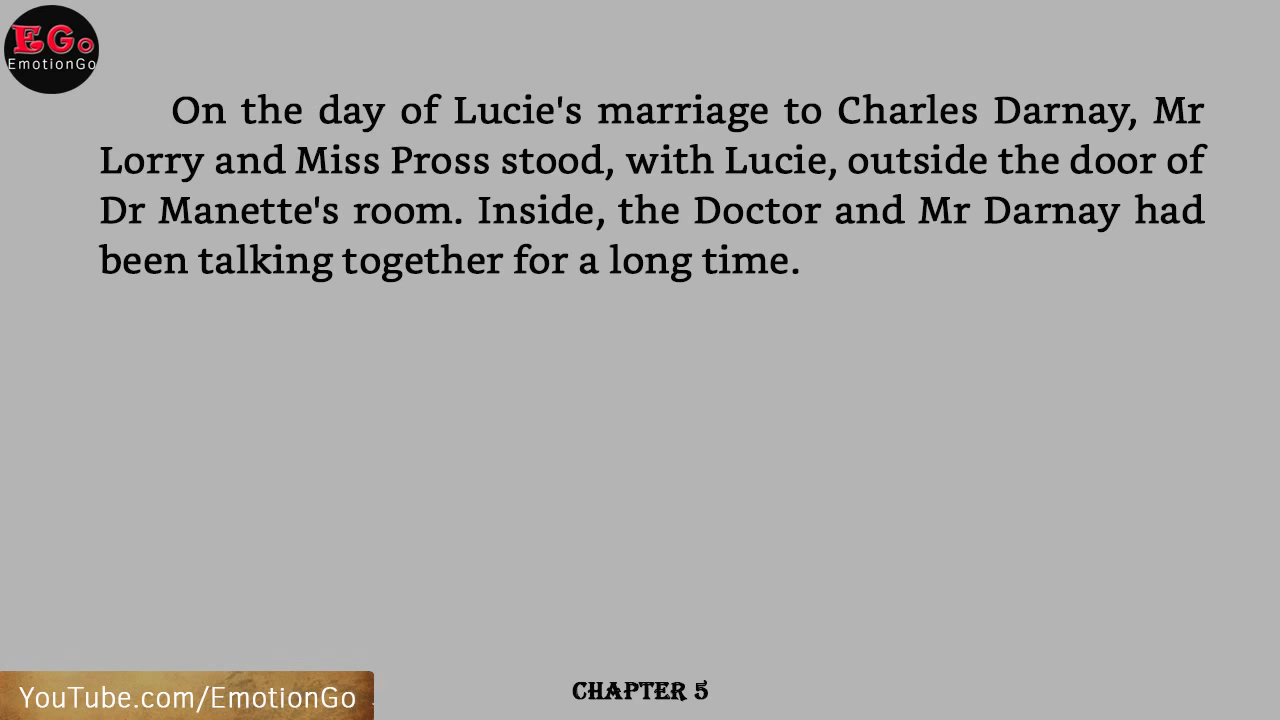 EGo
EmotionGo
On the day of Lucie's marriage to Charles Darnay, Mr
Lorry and Miss Pross stood, with Lucie, outside the door of
Dr Manette's room. Inside, the Doctor and Mr Darnay had
been talking together for a long time.
YouTube.com/EmotionGo
CHAPTER 5